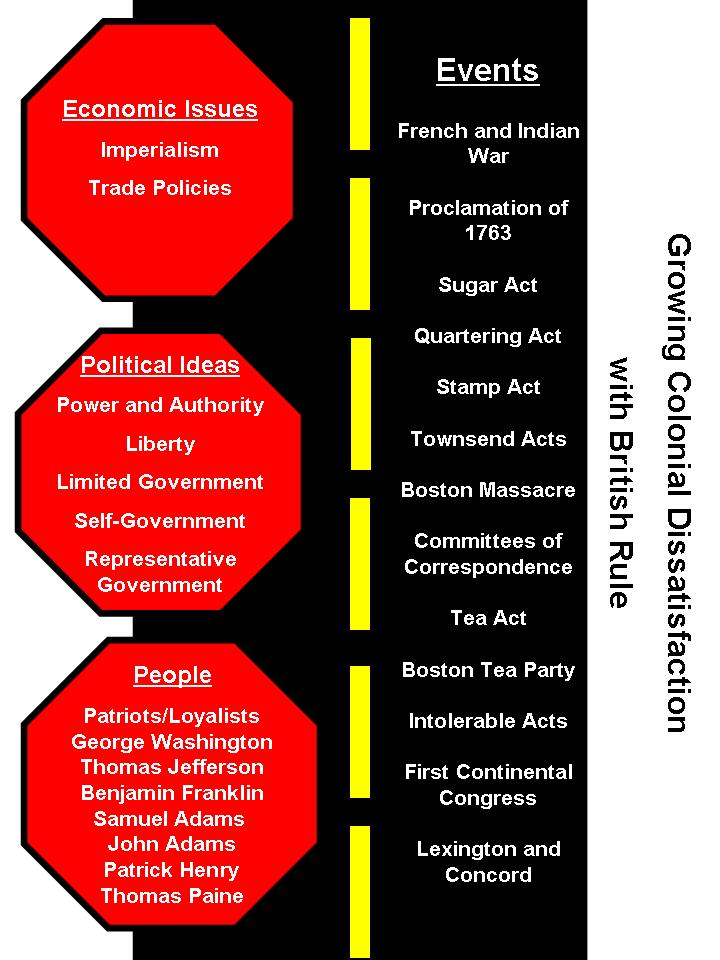 Economic Issues
Imperialism
Trade Policies
Political Ideas
Power and Authority
Liberty
Limited Government
Self-Government
Representative
Government
People
Patriots/Loyalists
George Washington
Thomas Jefferson
Benjamin Franklin
Samuel Adams
John Adams
Patrick Henry
Thomas Paine
Events
French and Indian
War
Proclamation of
1763
Sugar Act
Quartering Act
Stamp Act
Townsend Acts
Boston Massacre
Committees of
Correspondence
Tea Act
Boston Tea Party
Intolerable Acts
First Continental
Congress
Lexington and
Concord
Growing Colonial Dissatisfaction
with British Rule